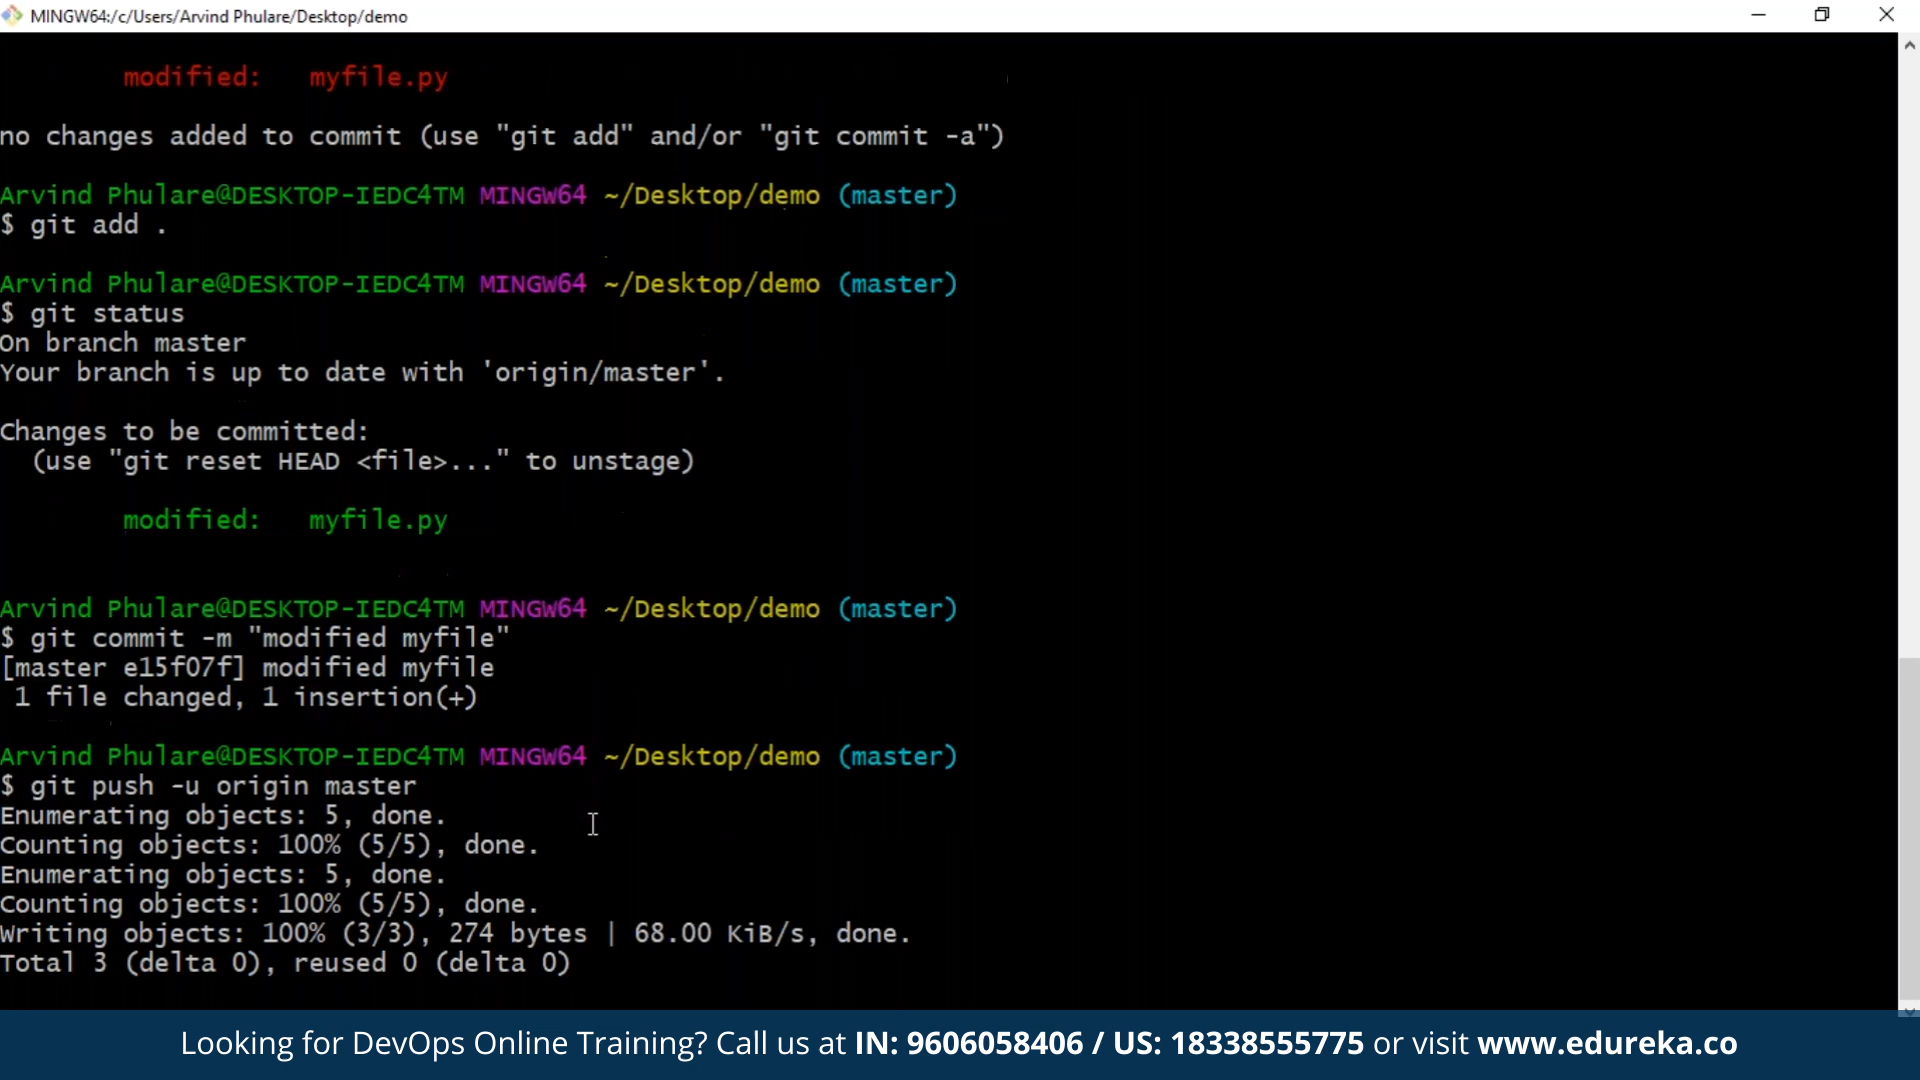 MINGW64:/c/Users/Arvind Phulare/Desktop/demo
modified: myfile.py
no changes added to commit (use "git add" and/or "git commit -a")
Arvind Phulare@DESKTOP-IEDC4TM MINGW64 ~/Desktop/demo (master)
$ git add .
Arvind Phulare@DESKTOP-IEDC4TM MINGW64 ~/Desktop/demo (master)
$ git status
On branch master
Your branch is up to date with 'origin/master'.
Changes to be committed:
(use "git reset HEAD <file>..." to unstage)
modified: myfile.py
Arvind Phulare@DESKTOP-IEDC4TM MINGW64 ~/Desktop/demo (master)
$ git commit -m "modified myfile"
[master e15f07f] modified myfile
1 file changed, 1 insertion(+)
Arvind Phulare@DESKTOP-IEDC4TM MINGW64 ~/Desktop/demo (master)
$ git push -u origin master
Enumerating objects: 5, done.
Counting objects: 100% (5/5), done.
Enumerating objects: 5, done.
Counting objects: 100% (5/5), done.
Writing objects: 100% (3/3), 274 bytes | 68.00 KiB/s, done.
Total 3 (delta 0), reused 0 (delta 0)
Looking for DevOps Online Training? Call us at IN: 9606058406 / US: 18338555775 or visit www.edureka.co